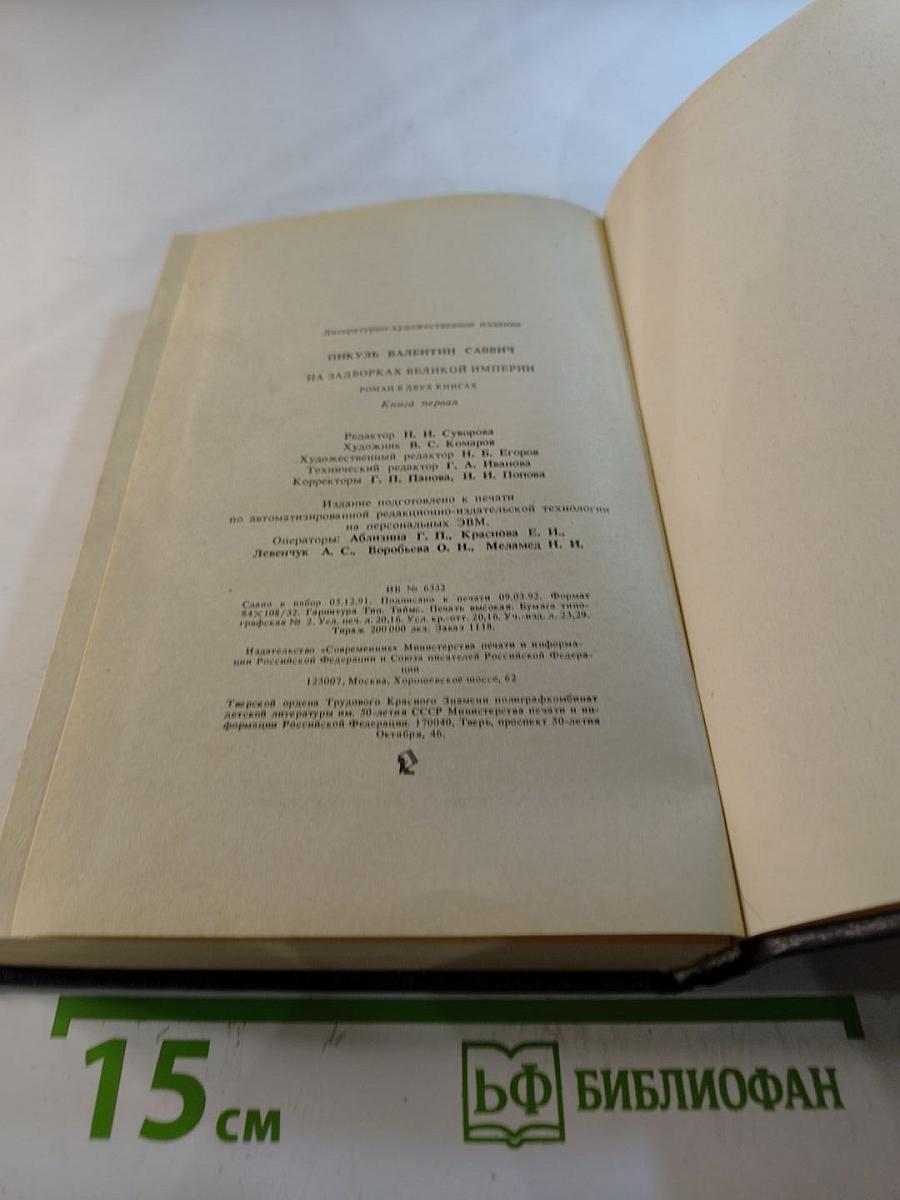 Литературно-художественное издание
ПИКУЛЬ ВАЛЕНТИН САВВИЧ
НА ЗАДВОРКАХ ВЕЛИКОЙ ИМПЕРИИ
РОМАН В ДВУХ КНИГАХ
Книга первая
Редактор Н. И. Суворова
Художник В. С. Комаров
Художественный редактор Н. Б. Егоров
Технический редактор Г. А. Иванова
Корректоры Г. П. Панова, И. И. Попова
Издание подготовлено к печати
по автоматизированной редакционно-издательской технологии
на персональных ЭВМ.
Операторы: Аблизина Г. П., Краснова Е. И.,
Левенчук А. С., Воробьева О. Н., Меламед Н. И.
ИБ № 6332
Сдано в набор 05.12.91. Подписано к печати 09.03.92. Формат
84×108/32. Гарнитура Тип. Таймс. Печать высокая. Бумага типо-
графская № 2. Усл. печ. л. 20,16. Усл. кр.-отт. 20,16. Уч.-изд. л. 23,29.
Тираж 200 000 экз. Заказ 1118.
Издательство «Современник» Министерства печати и информа-
ции Российской Федерации и Союза писателей Российской Федера-
ции
123007, Москва, Хорошевское шоссе, 62
Тверской ордена Трудового Красного Знамени полиграфкомбинат
детской литературы им. 50-летия СССР Министерства печати и ин-
формации Российской Федерации. 170040, Тверь, проспект 50-летия
Октября, 46.
15 см
БФ БИБЛИОФАН